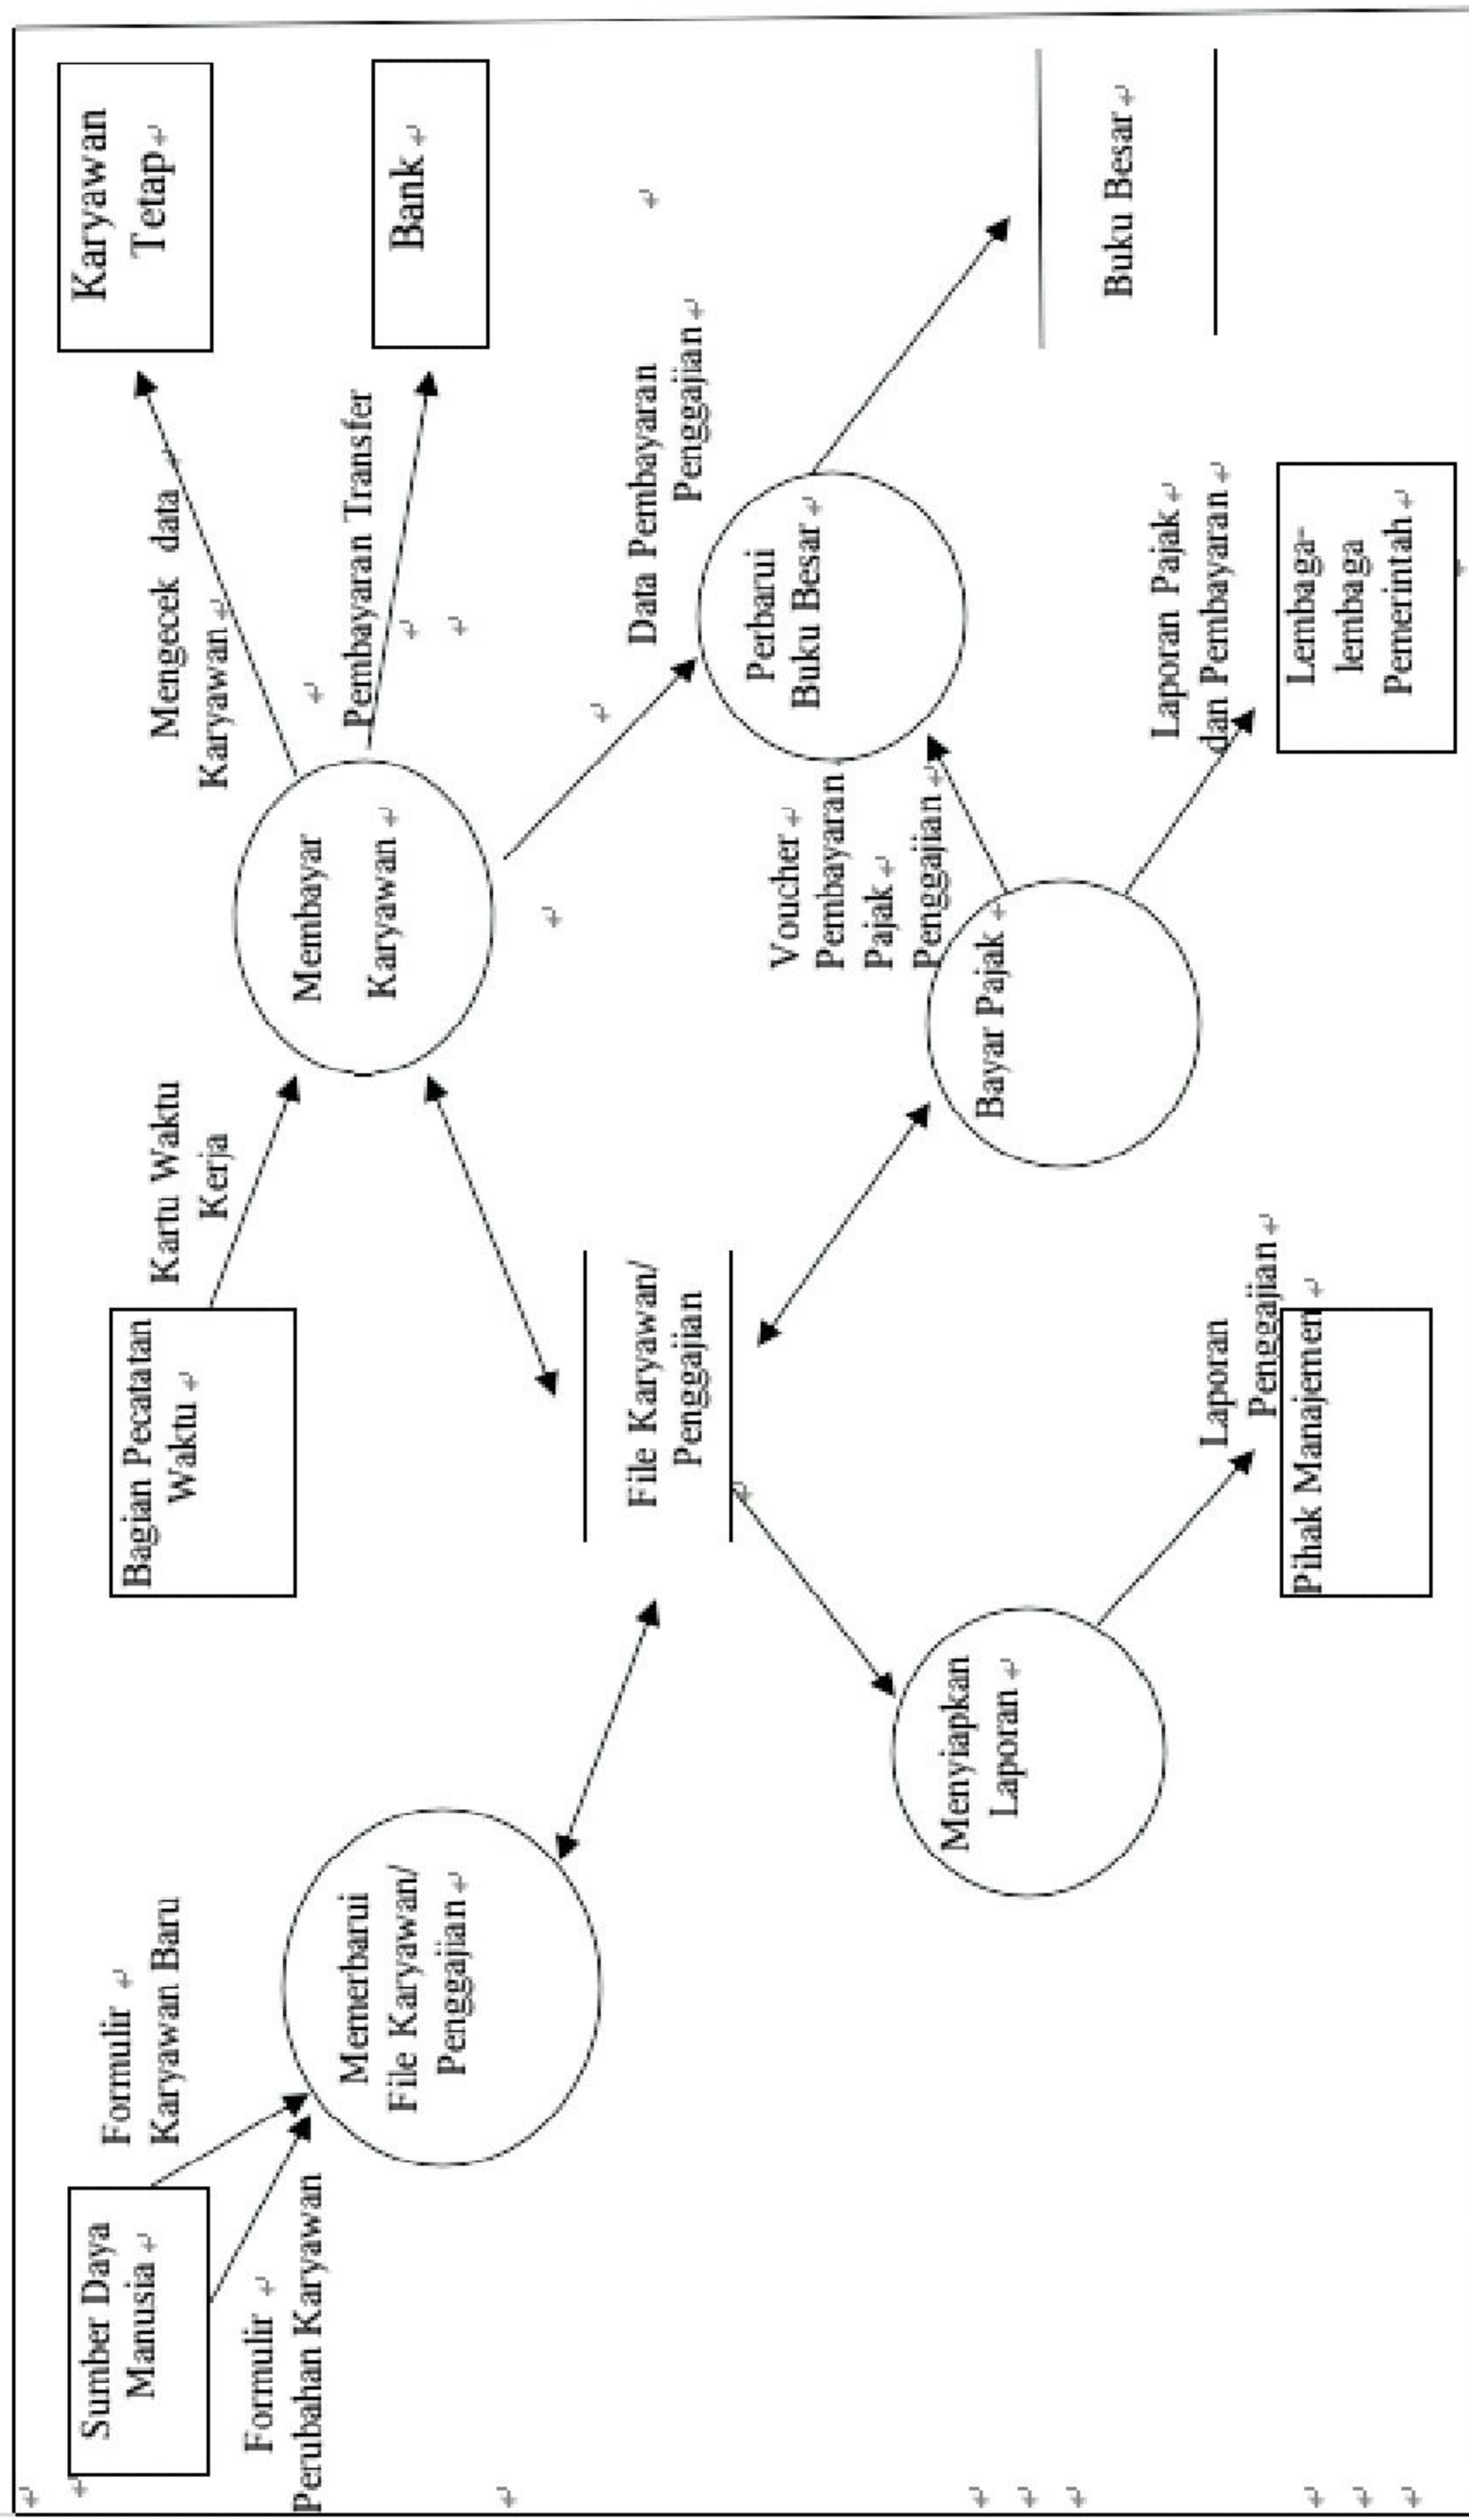 Sumber Daya
Manusia
Formulir
Karyawan Baru
Formulir
Perubahan Karyawan
Memerbarui
File Karyawan/
Penggajian
Bagian Pecatatan
Waktu
Kartu Waktu
Kerja
Membayar
Karyawan
Mengecek data
Karyawan
Karyawan
Tetap
Pembayaran Transfer
Bank
File Karyawan/
Penggajian
Data Pembayaran
Penggajian
Perbarui
Buku Besar
Buku Besar
Voucher
Pembayaran
Pajak
Penggajian
Bayar Pajak
Laporan Pajak
dan Pembayaran
Lembaga-
lembaga
Pemerintah
Menyiapkan
Laporan
Laporan
Penggajian
Pihak Manajemen